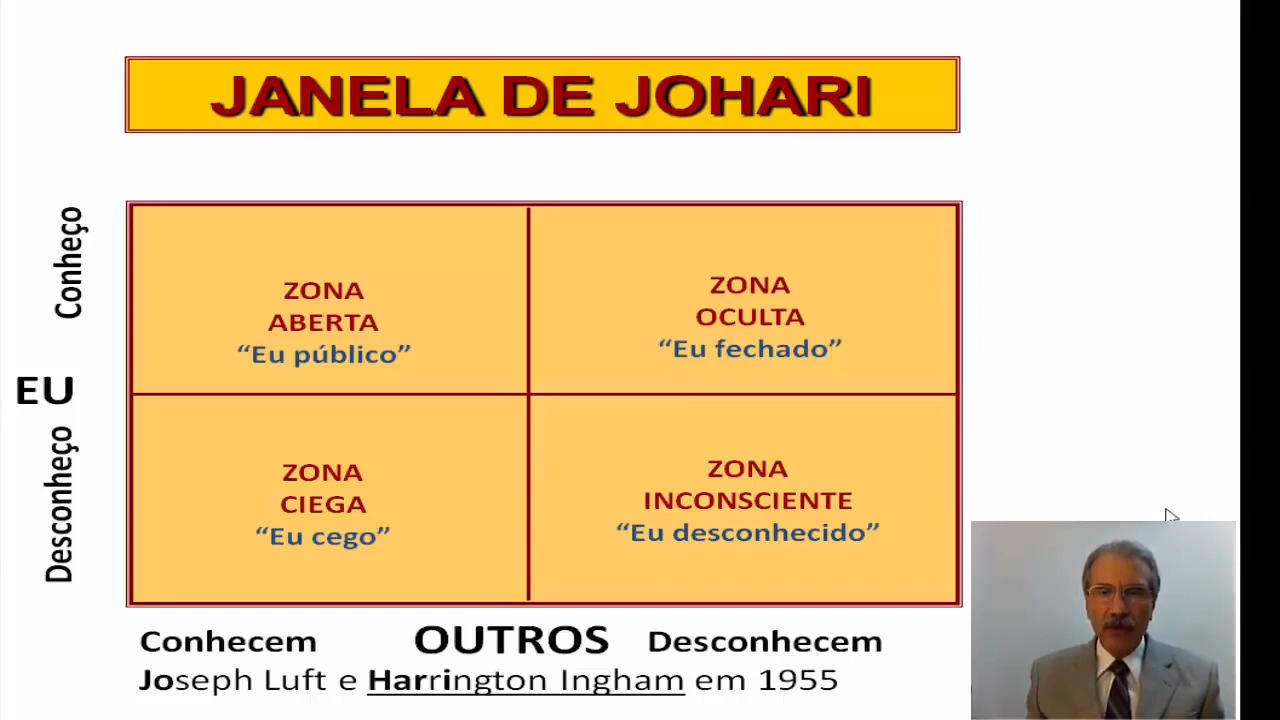 JANELA DE JOHARI
Conheço
ZONA
ABERTA
“Eu público”
ZONA
OCULTA
“Eu fechado”
EU
Desconheço
ZONA
CIEGA
“Eu cego”
ZONA
INCONSCIENTE
“Eu desconhecido”
Conhecem OUTROS Desconhecem
Joseph Luft e Harrington Ingham em 1955